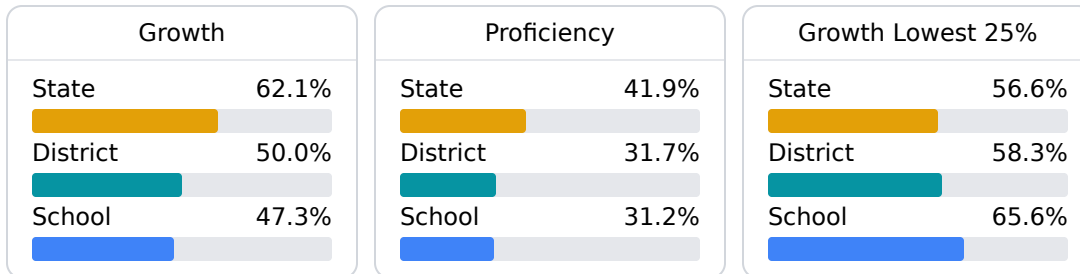 Growth
State 62.1%
District 50.0%
School 47.3%
Proficiency
State 41.9%
District 31.7%
School 31.2%
Growth Lowest 25%
State 56.6%
District 58.3%
School 65.6%